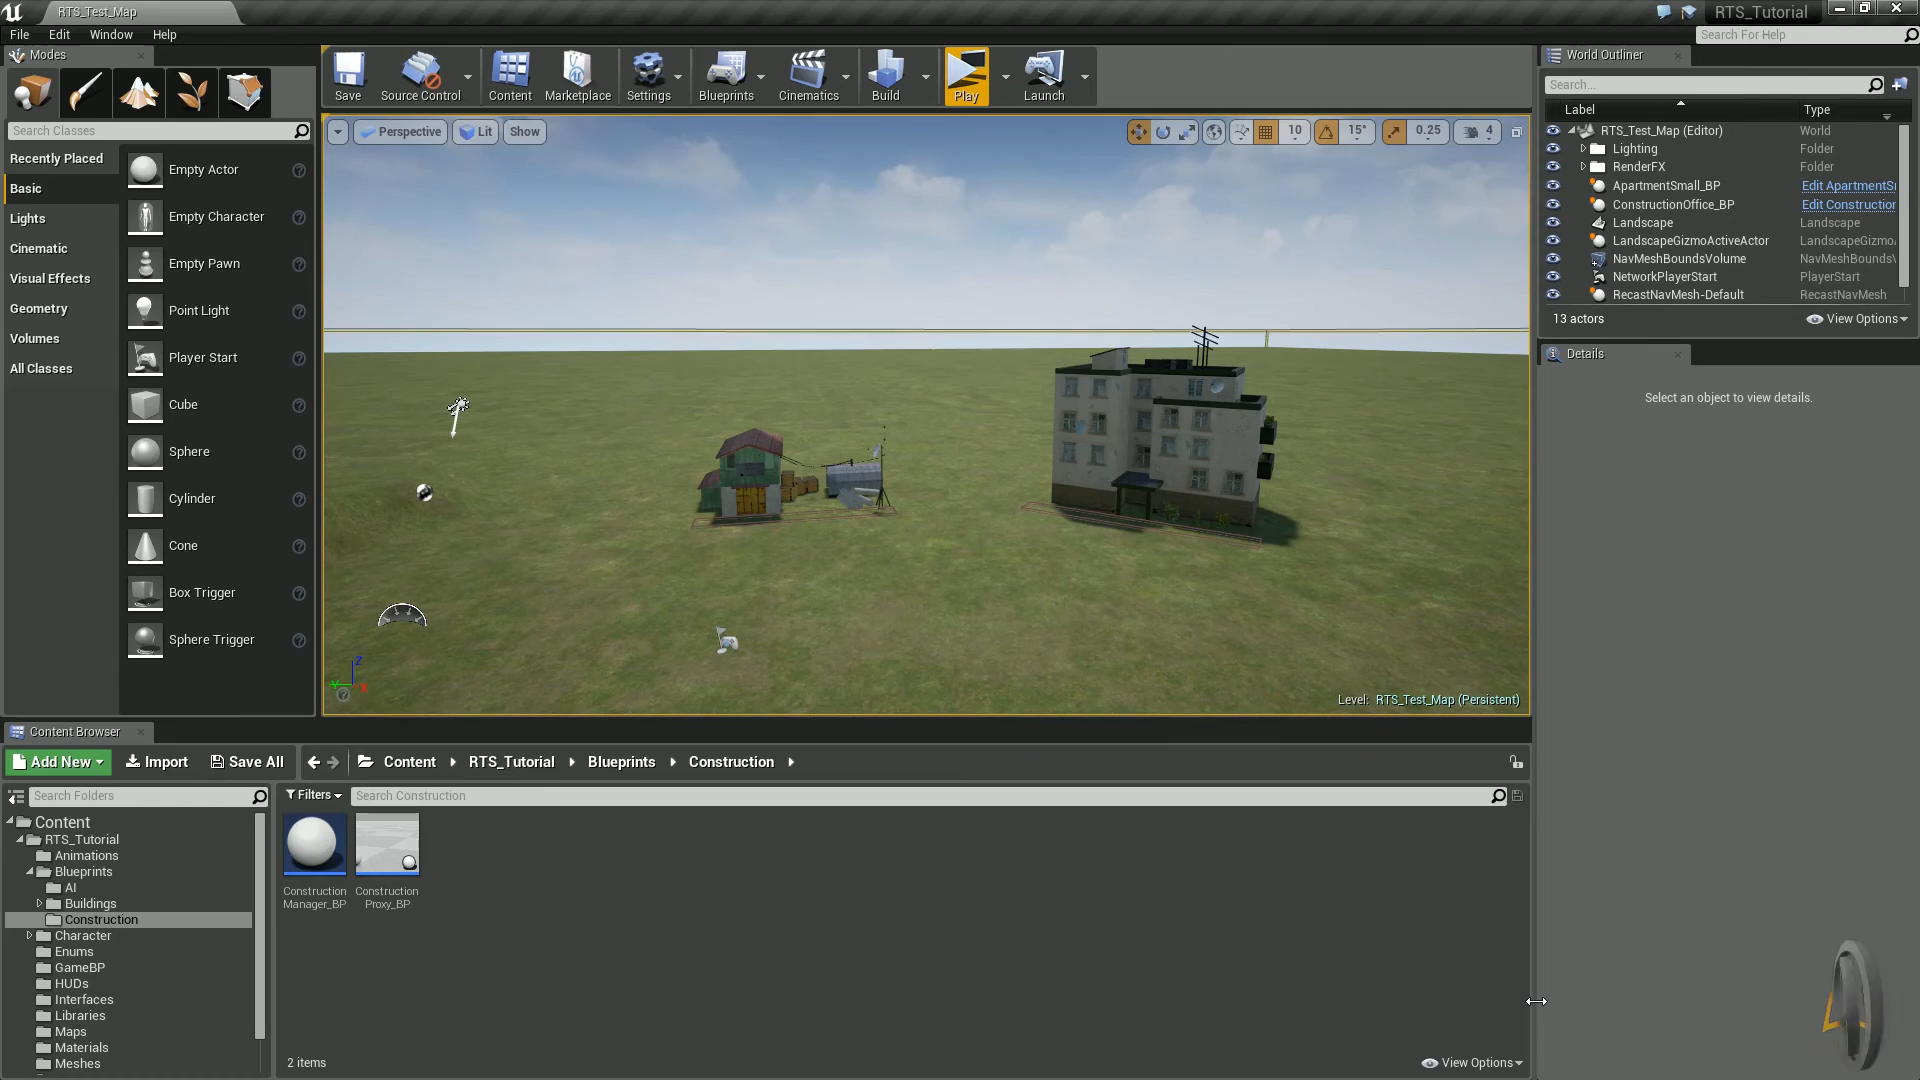 RTS_Test_Map
RTS_Tutorial
File Edit Window Help
Search For Help
Modes
Save
Source Control
Content
Marketplace
Settings
Blueprints
Cinematics
Build
Play
Launch
World Outliner
Search...
Label Type
RTS_Test_Map (Editor) World
Lighting Folder
RenderFX Folder
ApartmentSmall_BP Edit ApartmentS
ConstructionOffice_BP Edit Construction
Landscape Landscape
LandscapeGizmoActiveActor LandscapeGizmo
NavMeshBoundsVolume NavMeshBoundsV
NetworkPlayerStart PlayerStart
RecastNavMesh-Default RecastNavMesh
13 actors
View Options
Details
Select an object to view details.
Search Classes
Recently Placed
Basic
Lights
Cinematic
Visual Effects
Geometry
Volumes
All Classes
Empty Actor
Empty Character
Empty Pawn
Point Light
Player Start
Cube
Sphere
Cylinder
Cone
Box Trigger
Sphere Trigger
Perspective Lit Show
10 15° 0.25 4
Z
Y
X
Level: RTS_Test_Map (Persistent)
Content Browser
Add New Import Save All
Content RTS_Tutorial Blueprints Construction
Search Folders
Filters
Search Construction
Content
RTS_Tutorial
Animations
Blueprints
AI
Buildings
Construction
Character
Enums
GameBP
HUDs
Interfaces
Libraries
Maps
Materials
Meshes
Construction
Manager_BP
Construction
Proxy_BP
2 items
View Options